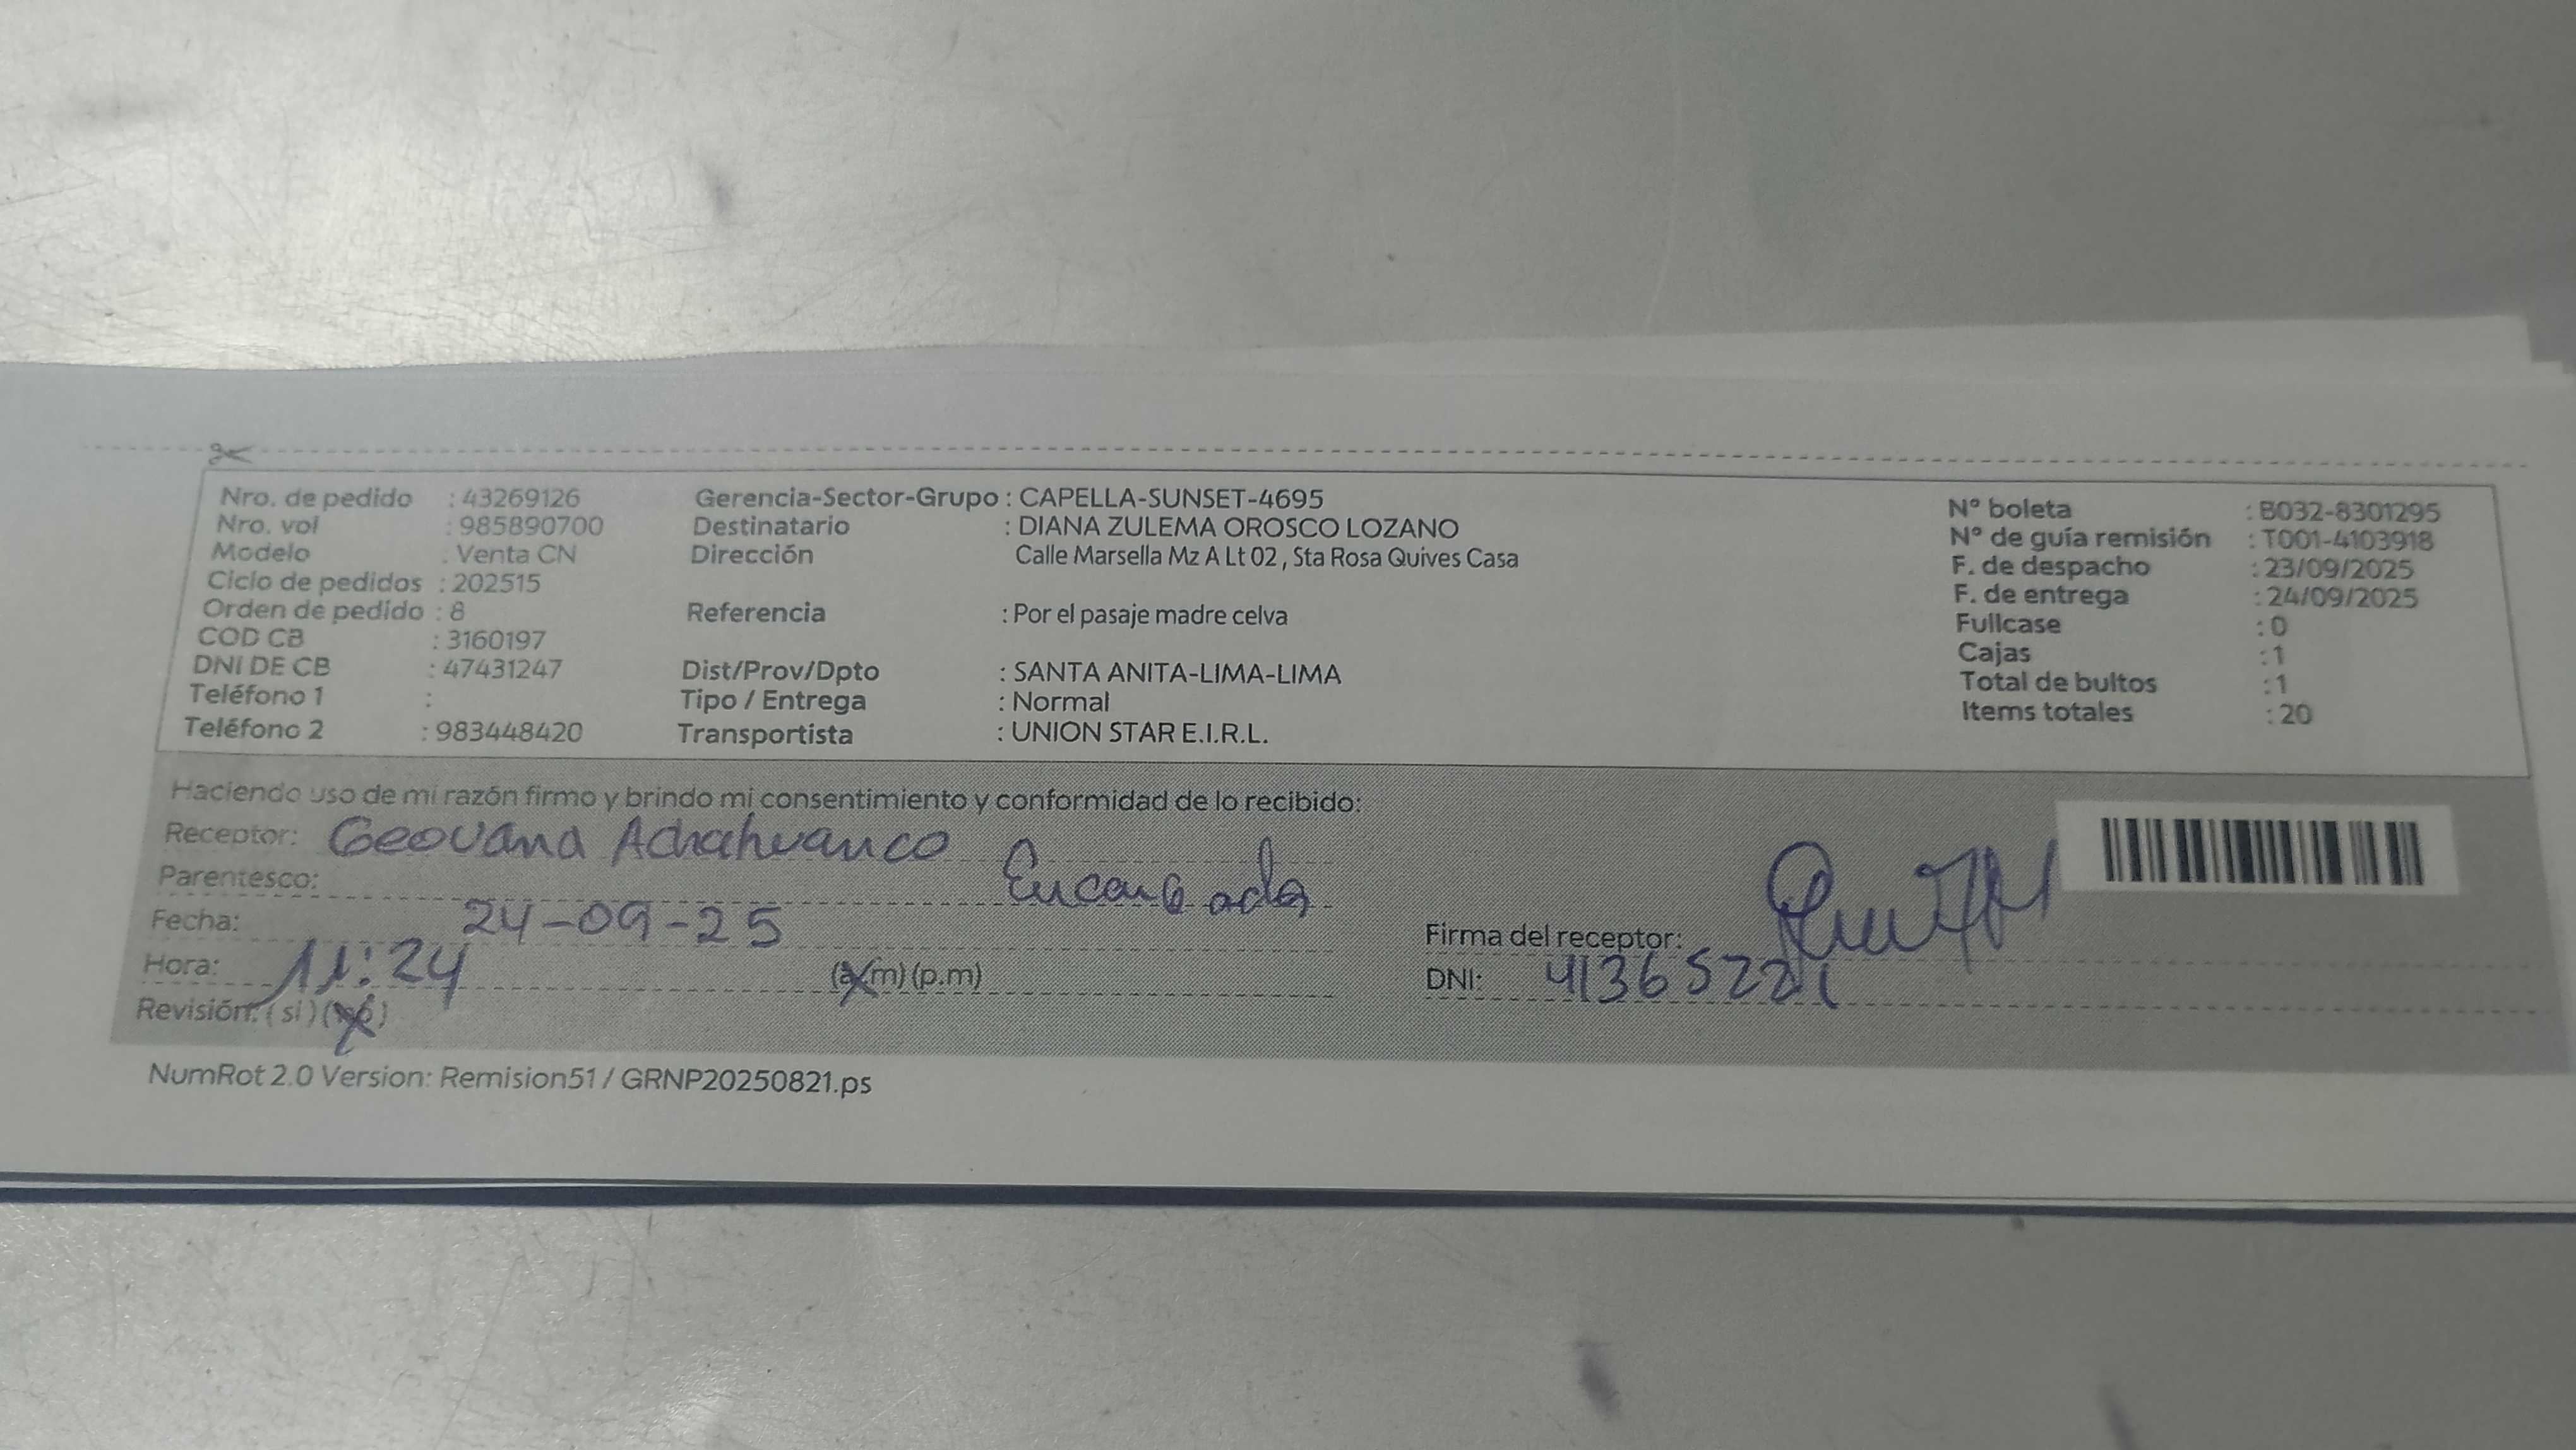 Nro. de pedido : 43269126
Nro. vol : 985890700
Modelo : Venta CN
Ciclo de pedidos : 202515
Orden de pedido : 8
COD CB : 3160197
DNI DE CB : 47431247
Teléfono 1 :
Teléfono 2 : 983448420
Gerencia-Sector-Grupo : CAPELLA-SUNSET-4695
Destinatario : DIANA ZULEMA OROSCO LOZANO
Dirección Calle Marsella Mz A Lt 02 , Sta Rosa Quives Casa
Referencia : Por el pasaje madre celva
Dist/Prov/Dpto : SANTA ANITA-LIMA-LIMA
Tipo / Entrega : Normal
Transportista : UNION STAR E.I.R.L.
N° boleta : B032-8301295
N° de guía remisión : T001-4103918
F. de despacho : 23/09/2025
F. de entrega : 24/09/2025
Fullcase : 0
Cajas : 1
Total de bultos : 1
Items totales : 20
Haciendo uso de mi razón firmo y brindo mi consentimiento y conformidad de lo recibido:
Receptor: Geovana Achahuanco
Parentesco: Encargada
Fecha: 24-09-25
Hora: 11:24 (a.m) (p.m)
Revisión: (si) (no)
Firma del receptor:
DNI: 41365221
NumRot 2.0 Version: Remision51 / GRNP20250821.ps